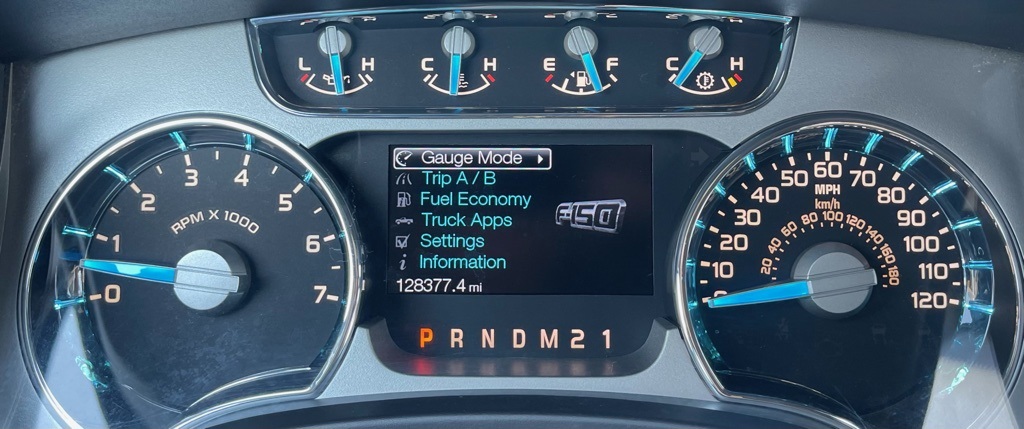 L H C H E F C H
Gauge Mode
Trip A / B
Fuel Economy
Truck Apps
Settings
i Information
128377.4 mi
F150
P R N D M 2 1
0 1 2 3 4 5 6 7
RPM X 1000
10 20 30 40 50 60 70 80 90 100 110 120
MPH
km/h
20 40 60 80 100 120 140 160 180